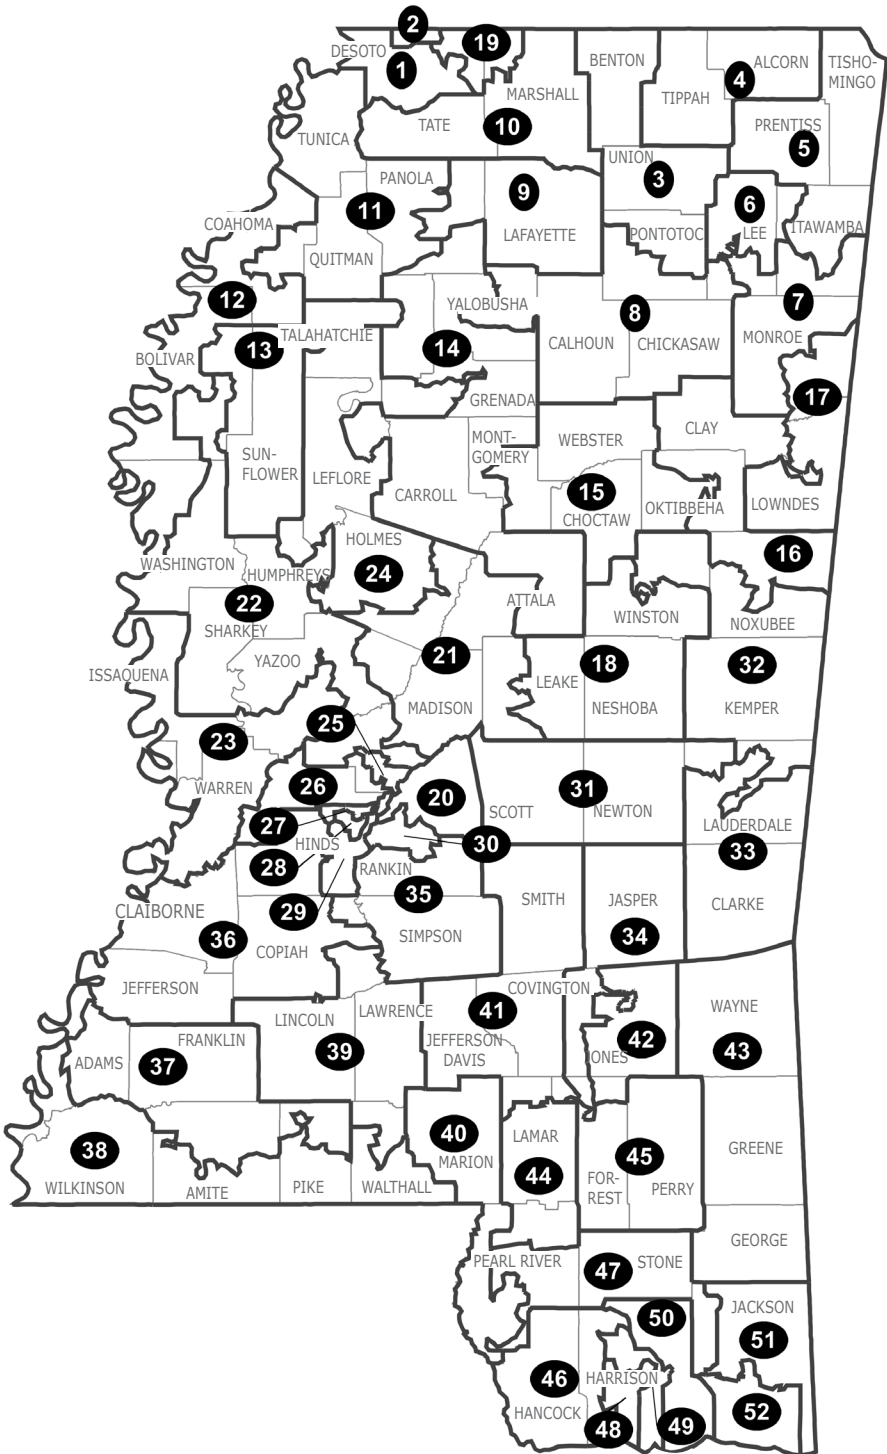 2
19
DESOTO
BENTON
ALCORN
TISHO-
MINGO
1
4
MARSHALL
TIPPAH
TATE
10
PRENTISS
TUNICA
5
UNION
PANOLA
9
3
6
11
COAHOMA
LAFAYETTE
PONTOTOC
LEE
ITAWAMBA
QUITMAN
12
YALOBUSHA
8
7
TALAHATCHIE
13
14
CALHOUN
CHICKASAW
MONROE
BOLIVAR
17
GRENADA
MONT-
GOMERY
WEBSTER
CLAY
SUN-
FLOWER
LEFLORE
CARROLL
15
OKTIBBEHA
LOWNDES
CHOCTAW
HOLMES
16
WASHINGTON
HUMPHREYS
24
22
ATTALA
WINSTON
NOXUBEE
SHARKEY
YAZOO
21
18
32
ISSAQUENA
LEAKE
MADISON
NESHOBA
KEMPER
25
23
WARREN
26
20
31
SCOTT
NEWTON
27
LAUDERDALE
HINDS
30
33
28
RANKIN
35
SMITH
JASPER
CLARKE
29
CLAIBORNE
36
SIMPSON
34
COPIAH
JEFFERSON
COVINGTON
LINCOLN
LAWRENCE
41
WAYNE
FRANKLIN
JEFFERSON
DAVIS
42
39
43
ADAMS
37
JONES
40
LAMAR
38
MARION
45
GREENE
44
WILKINSON
AMITE
PIKE
WALTHALL
FOR-
REST
PERRY
GEORGE
PEARL RIVER
47
STONE
JACKSON
50
51
46
HARRISON
HANCOCK
48
49
52